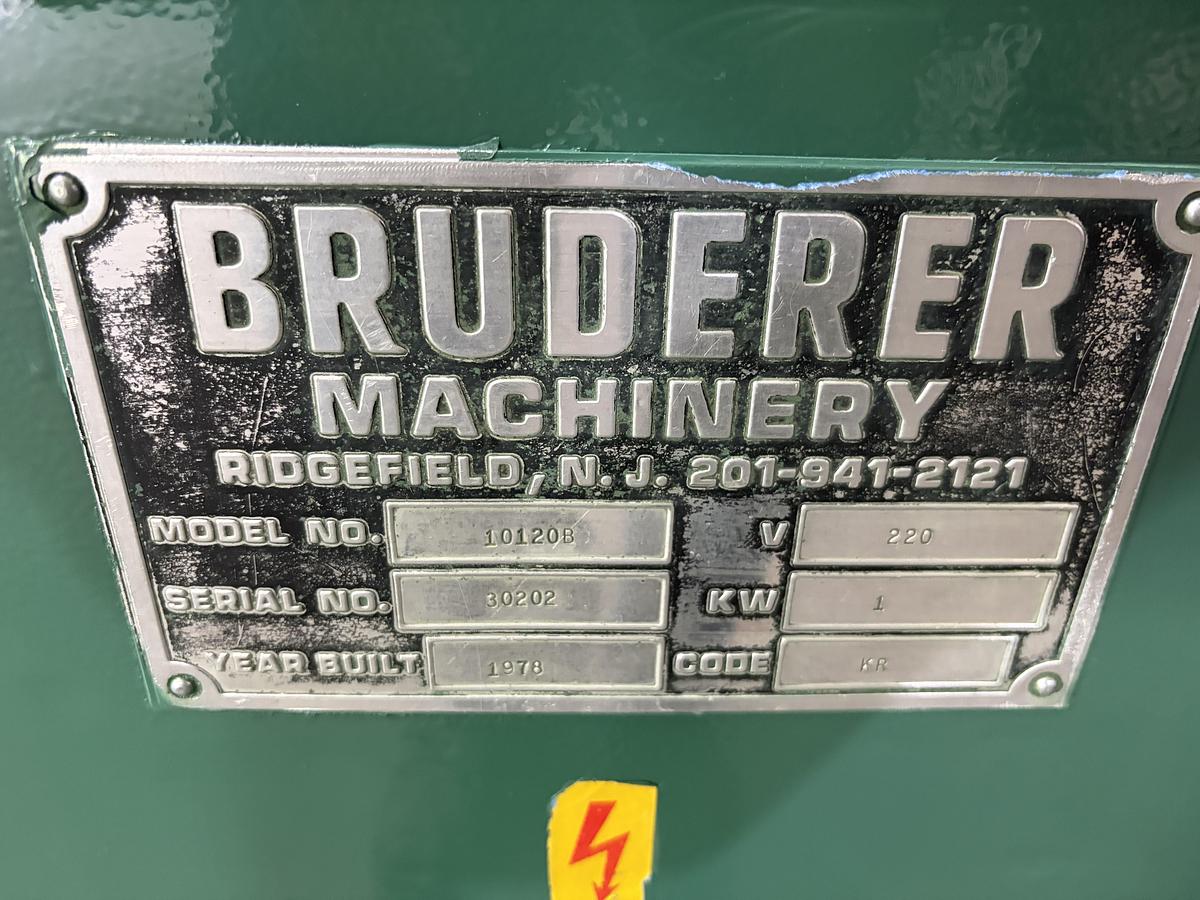 BRUDERER
MACHINERY
RIDGEFIELD, N. J. 201-941-2121
MODEL NO. 10120B V 220
SERIAL NO. 30202 KW 1
YEAR BUILT 1978 CODE KR